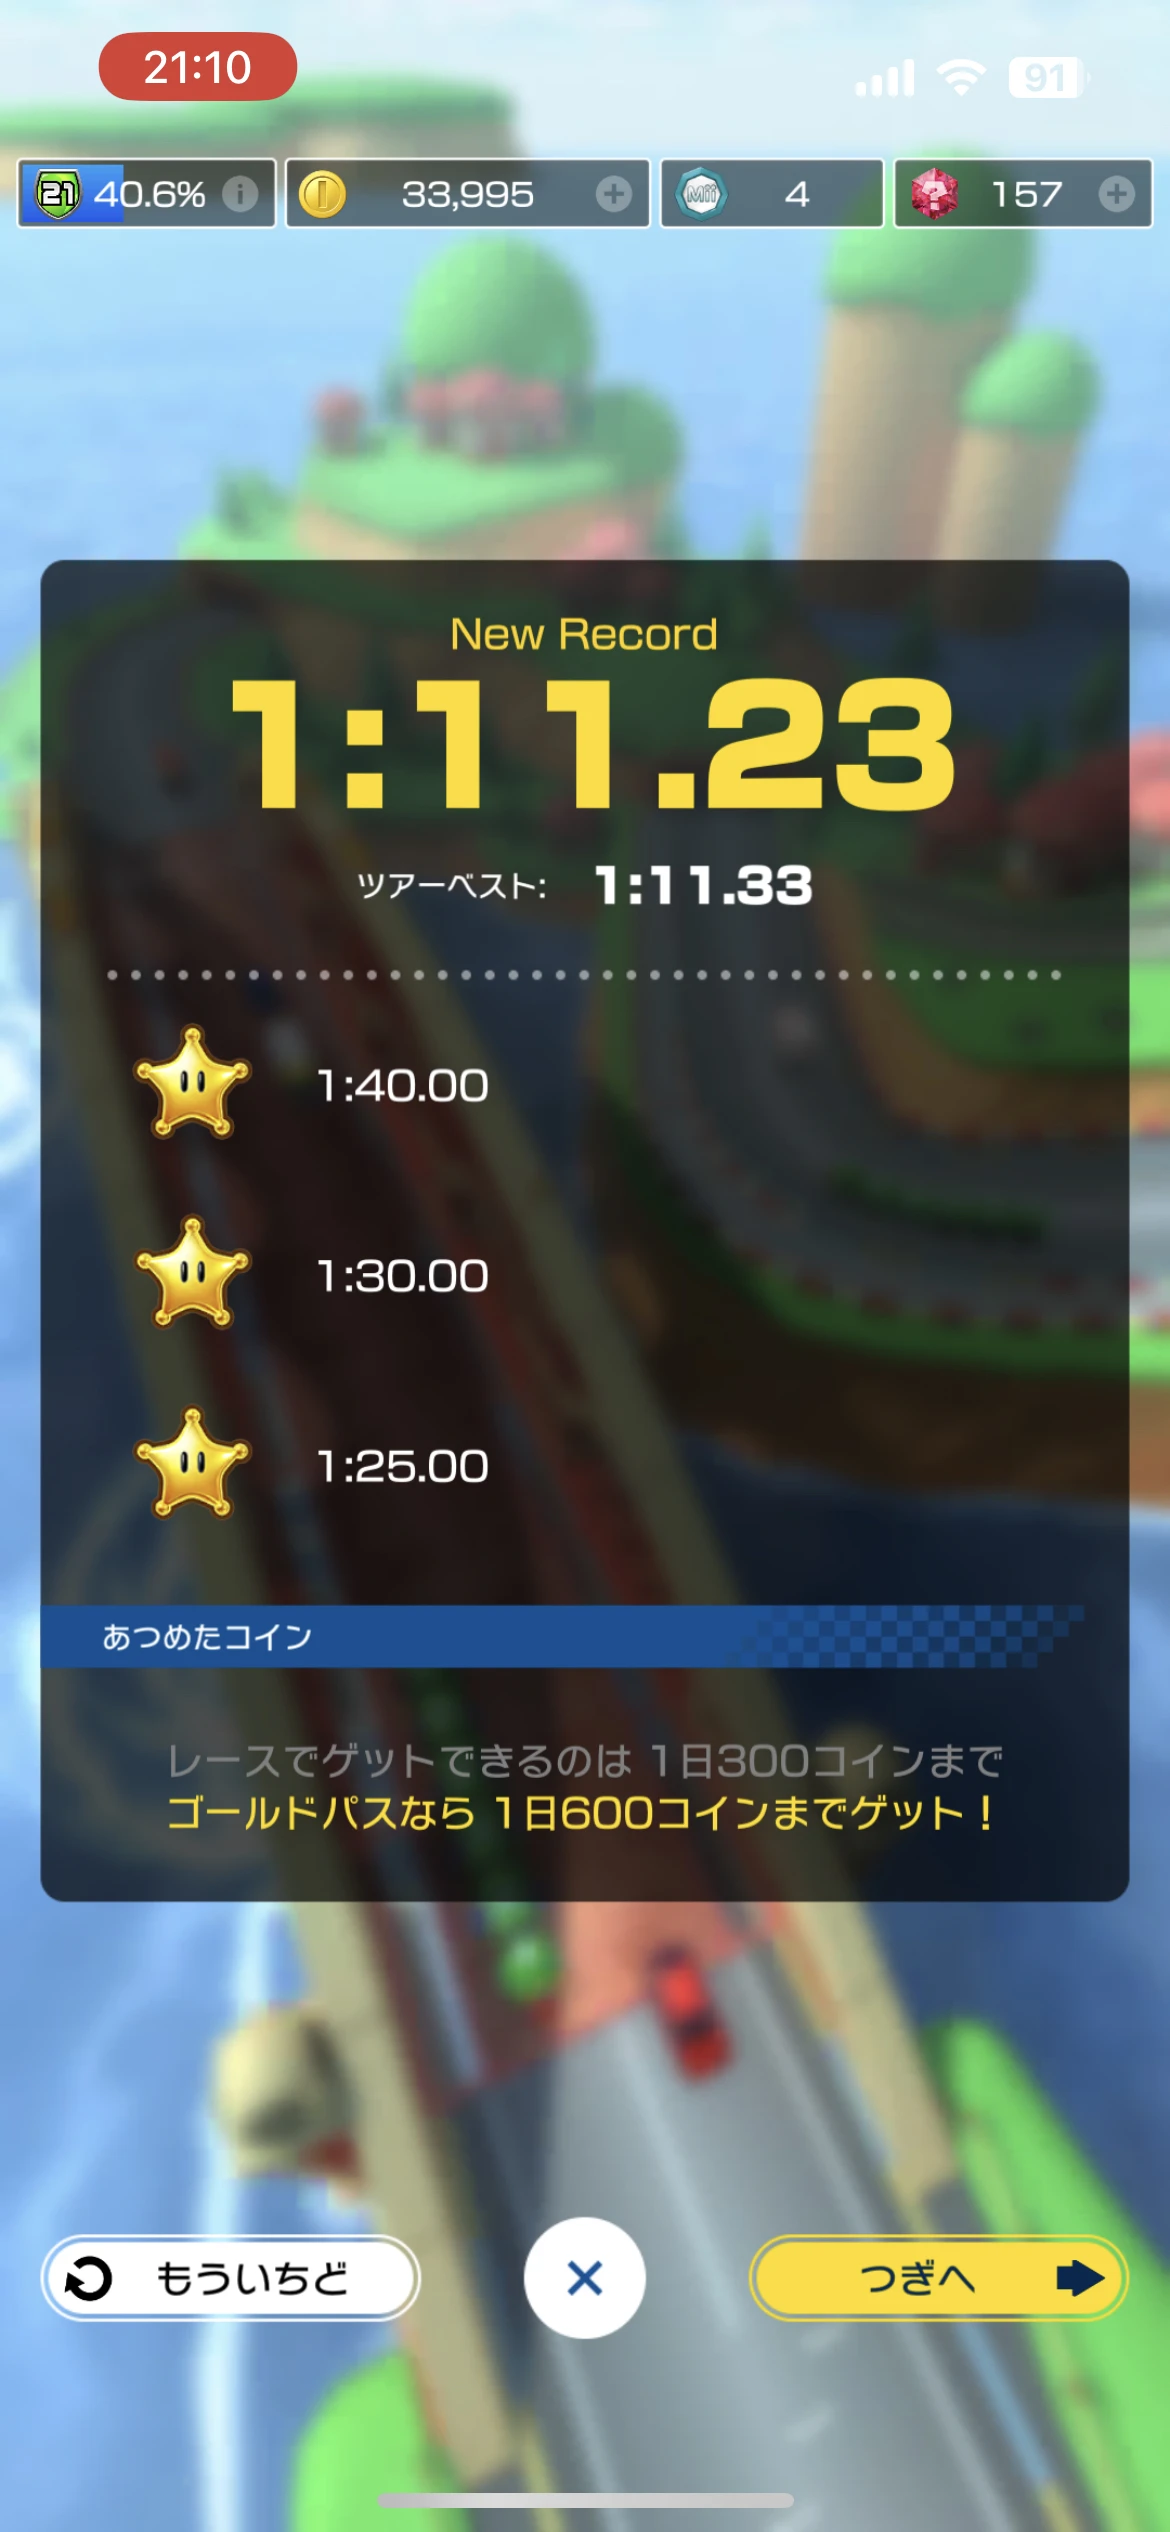 21:10
91
21 40.6% i
33,995 +
Mii 4
? 157 +
New Record
1:11.23
ツアーベスト: 1:11.33
1:40.00
1:30.00
1:25.00
あつめたコイン
レースでゲットできるのは 1日300コインまで
ゴールドパスなら 1日600コインまでゲット！
もういちど
×
つぎへ